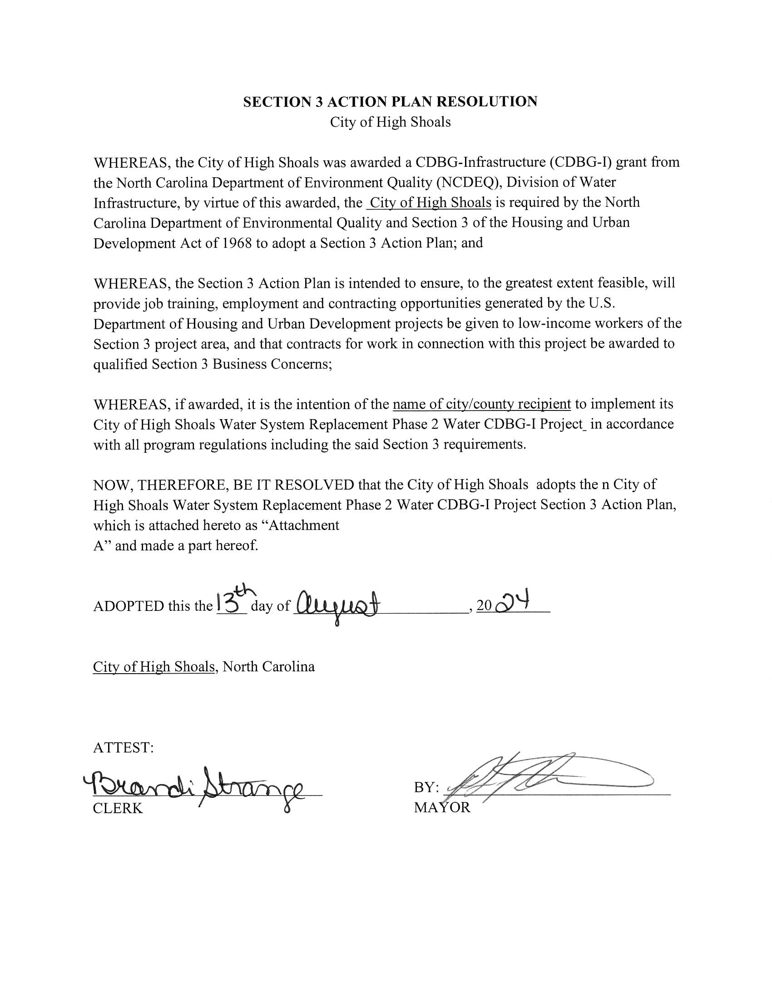 SECTION 3 ACTION PLAN RESOLUTION
City of High Shoals
WHEREAS, the City of High Shoals was awarded a CDBG-Infrastructure (CDBG-I) grant from
the North Carolina Department of Environment Quality (NCDEQ), Division of Water
Infrastructure, by virtue of this awarded, the City of High Shoals is required by the North
Carolina Department of Environmental Quality and Section 3 of the Housing and Urban
Development Act of 1968 to adopt a Section 3 Action Plan; and
WHEREAS, the Section 3 Action Plan is intended to ensure, to the greatest extent feasible, will
provide job training, employment and contracting opportunities generated by the U.S.
Department of Housing and Urban Development projects be given to low-income workers of the
Section 3 project area, and that contracts for work in connection with this project be awarded to
qualified Section 3 Business Concerns;
WHEREAS, if awarded, it is the intention of the name of city/county recipient to implement its
City of High Shoals Water System Replacement Phase 2 Water CDBG-I Project_ in accordance
with all program regulations including the said Section 3 requirements.
NOW, THEREFORE, BE IT RESOLVED that the City of High Shoals adopts the n City of
High Shoals Water System Replacement Phase 2 Water CDBG-I Project Section 3 Action Plan,
which is attached hereto as “Attachment
A” and made a part hereof.
ADOPTED this the 13th day of August, 2024
City of High Shoals, North Carolina
ATTEST:
Brandi Strange
BY:
CLERK
MAYOR